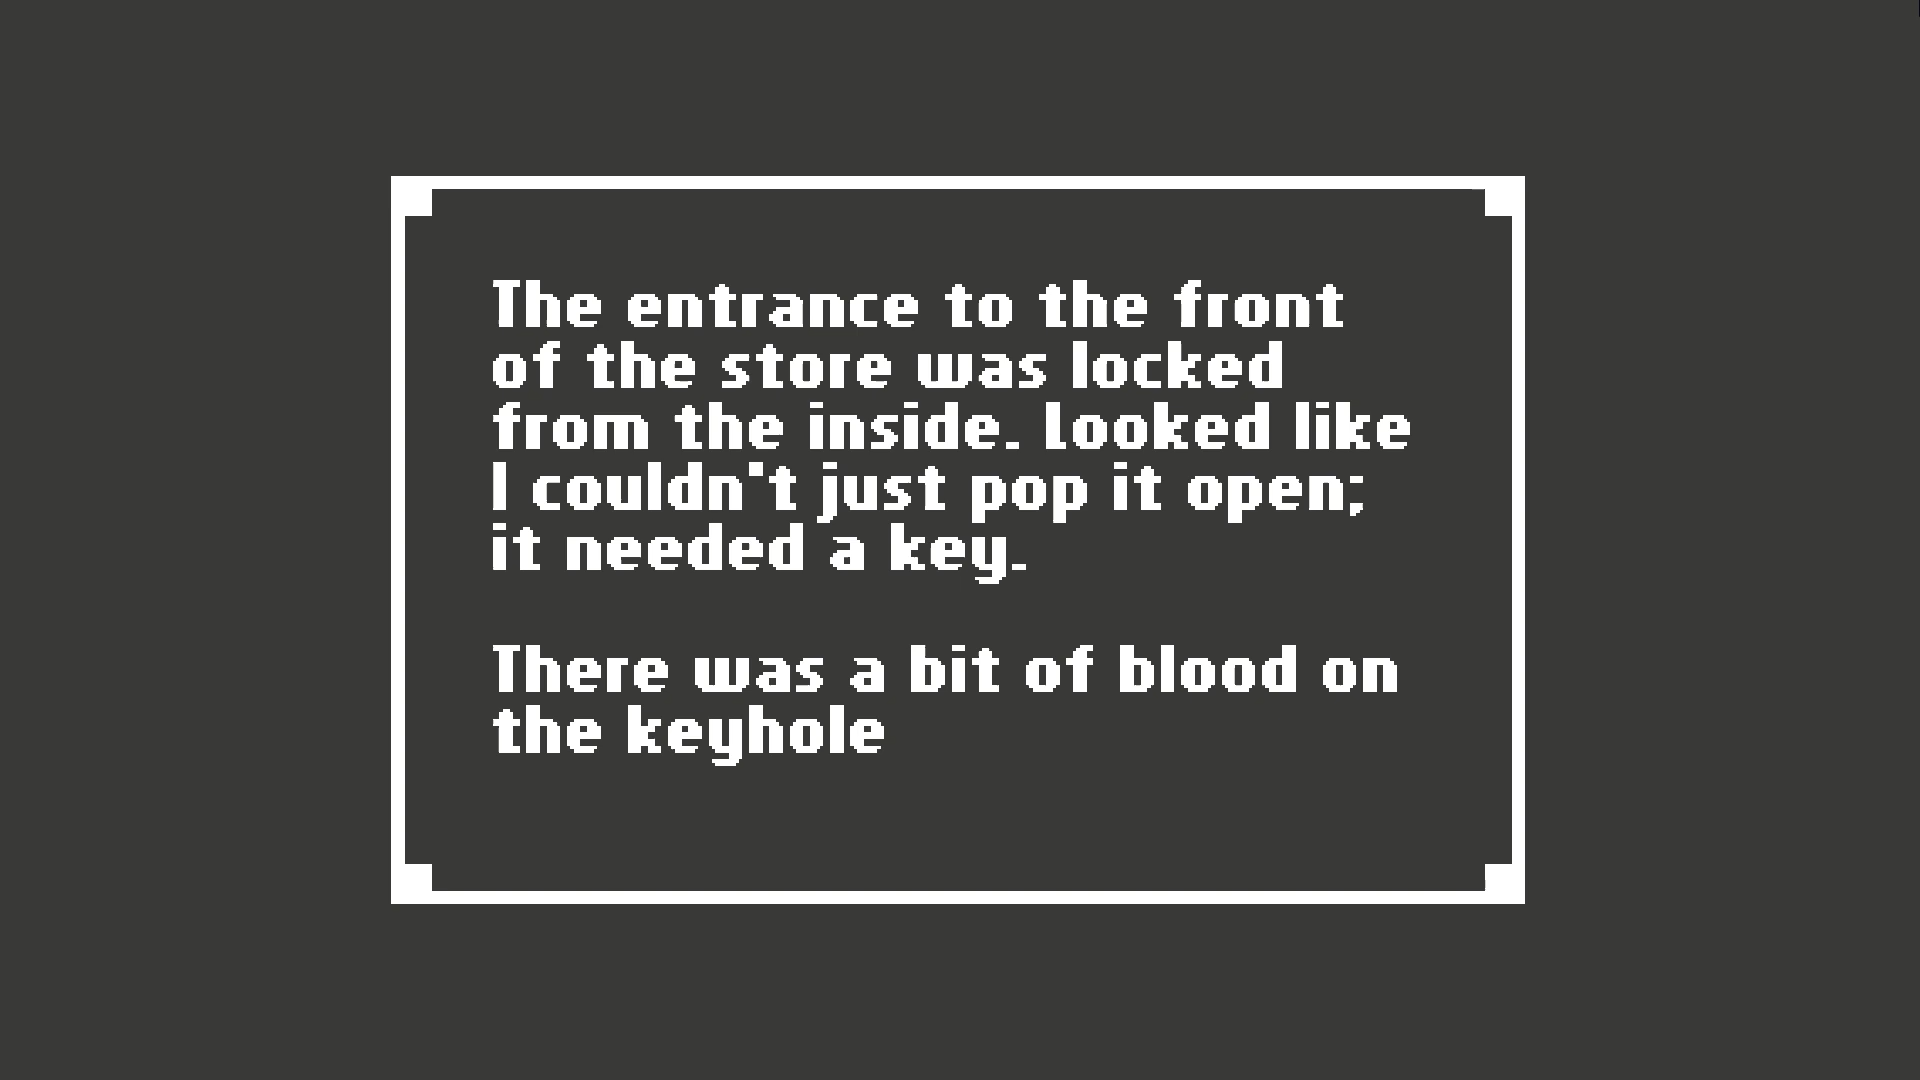 The entrance to the front
of the store was locked
from the inside. Looked like
I couldn't just pop it open;
it needed a key.
There was a bit of blood on
the keyhole